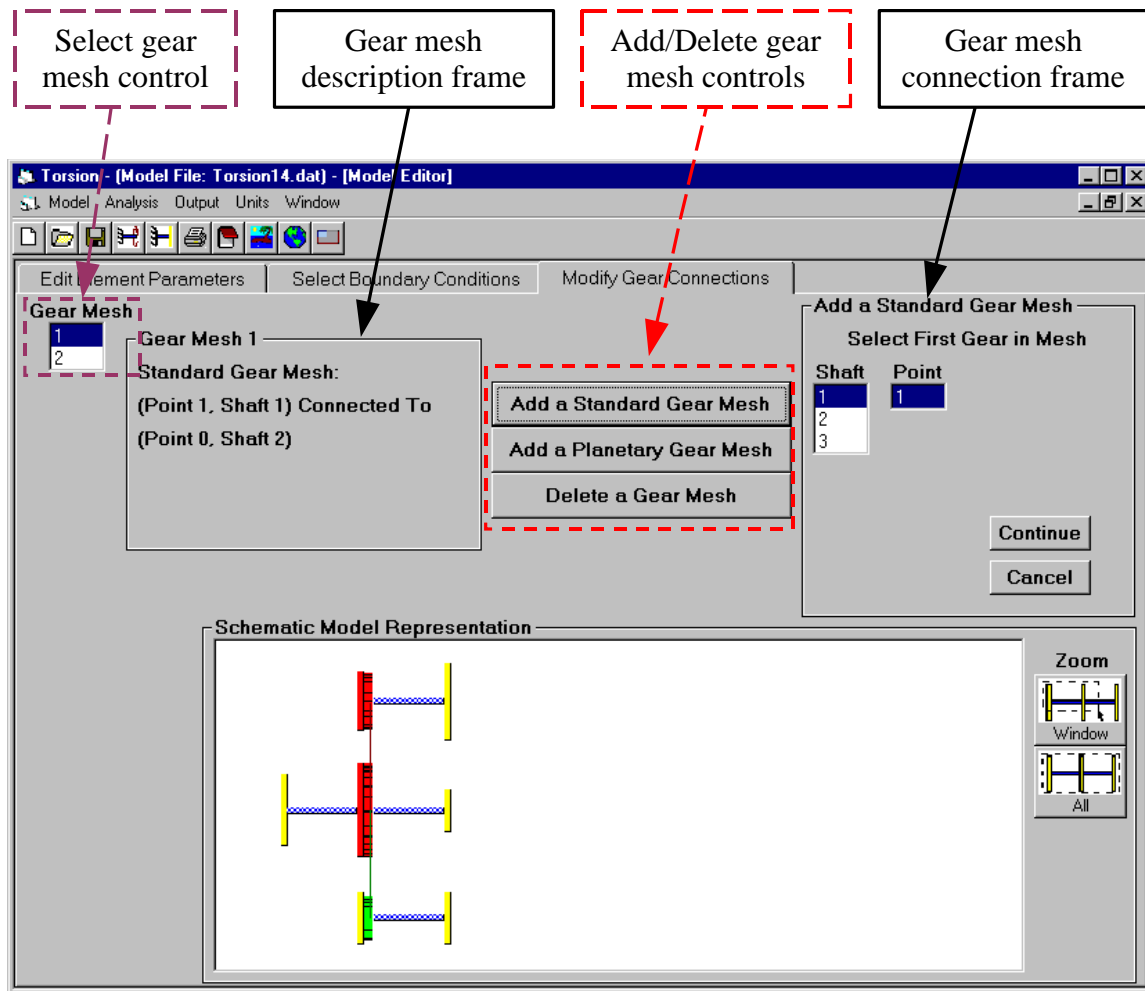 Select gear
mesh control
Gear mesh
description frame
Add/Delete gear
mesh controls
Gear mesh
connection frame
Torsion - (Model File: Torsion14.dat) - [Model Editor]
Model Analysis Output Units Window
Edit Element Parameters
Select Boundary Conditions
Modify Gear Connections
Gear Mesh
1
2
Gear Mesh 1
Standard Gear Mesh:
(Point 1, Shaft 1) Connected To
(Point 0, Shaft 2)
Add a Standard Gear Mesh
Add a Planetary Gear Mesh
Delete a Gear Mesh
Add a Standard Gear Mesh
Select First Gear in Mesh
Shaft Point
1 1
2
3
Continue
Cancel
Schematic Model Representation
Zoom
Window
All